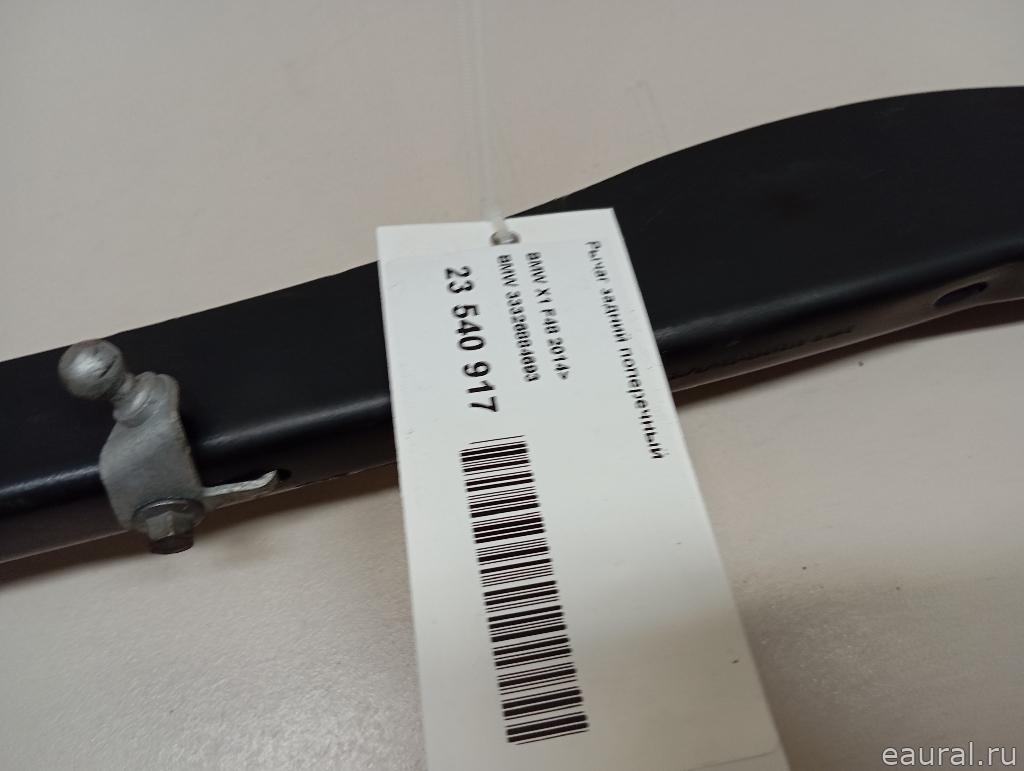 Рычаг задний поперечный
BMW X1 F48 2014>
BMW 33326884693
23 540 917
eaural.ru